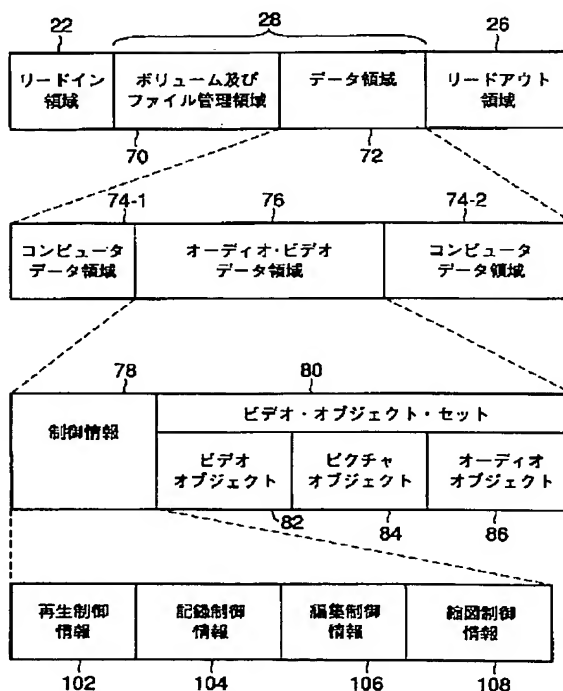 22 28 26
リードイン 領域
ボリューム及び ファイル管理領域
データ領域
リードアウト 領域
70 72
74-1 76 74-2
コンピュータ データ領域
オーディオ・ビデオ データ領域
コンピュータ データ領域
78 80
制御情報
ビデオ・オブジェクト・セット
ビデオ オブジェクト
ピクチャ オブジェクト
オーディオ オブジェクト
82 84 86
再生制御 情報
記録制御 情報
編集制御 情報
縮図制御 情報
102 104 106 108